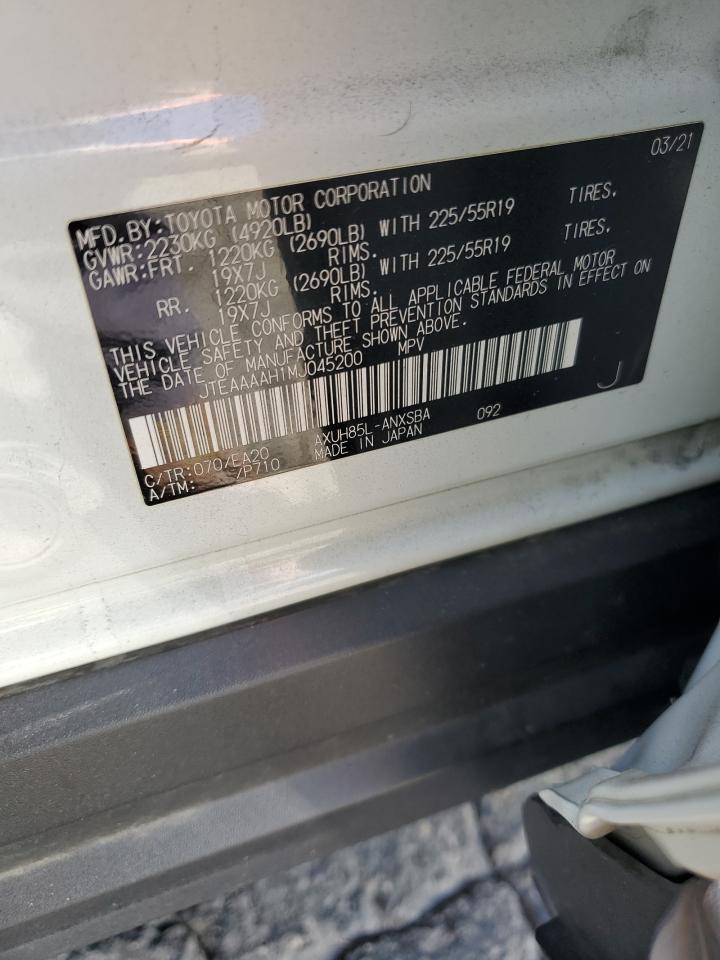 03/21
MFD.BY:TOYOTA MOTOR CORPORATION
GVWR:2230KG (4920LB)
GAWR:FRT. 1220KG (2690LB) WITH 225/55R19 TIRES.
19X7J RIMS.
RR. 1220KG (2690LB) WITH 225/55R19 TIRES.
19X7J RIMS.
THIS VEHICLE CONFORMS TO ALL APPLICABLE FEDERAL MOTOR
VEHICLE SAFETY AND THEFT PREVENTION STANDARDS IN EFFECT ON
THE DATE OF MANUFACTURE SHOWN ABOVE.
JTEAAAAH1MJ045200 MPV
J
C/TR:070/EA20 AXUH85L-ANXSBA 092
A/TM: /P710 MADE IN JAPAN